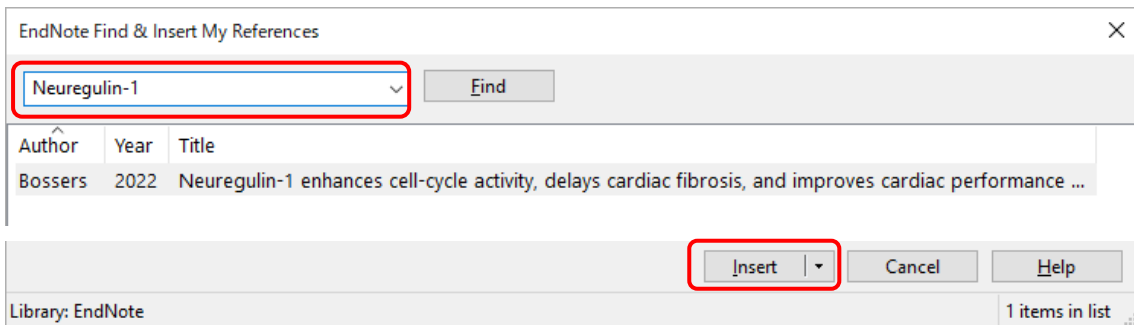 EndNote Find & Insert My References
Neuregulin-1 Find
Author Year Title
Bossers 2022 Neuregulin-1 enhances cell-cycle activity, delays cardiac fibrosis, and improves cardiac performance ...
Insert Cancel Help
Library: EndNote 1 items in list